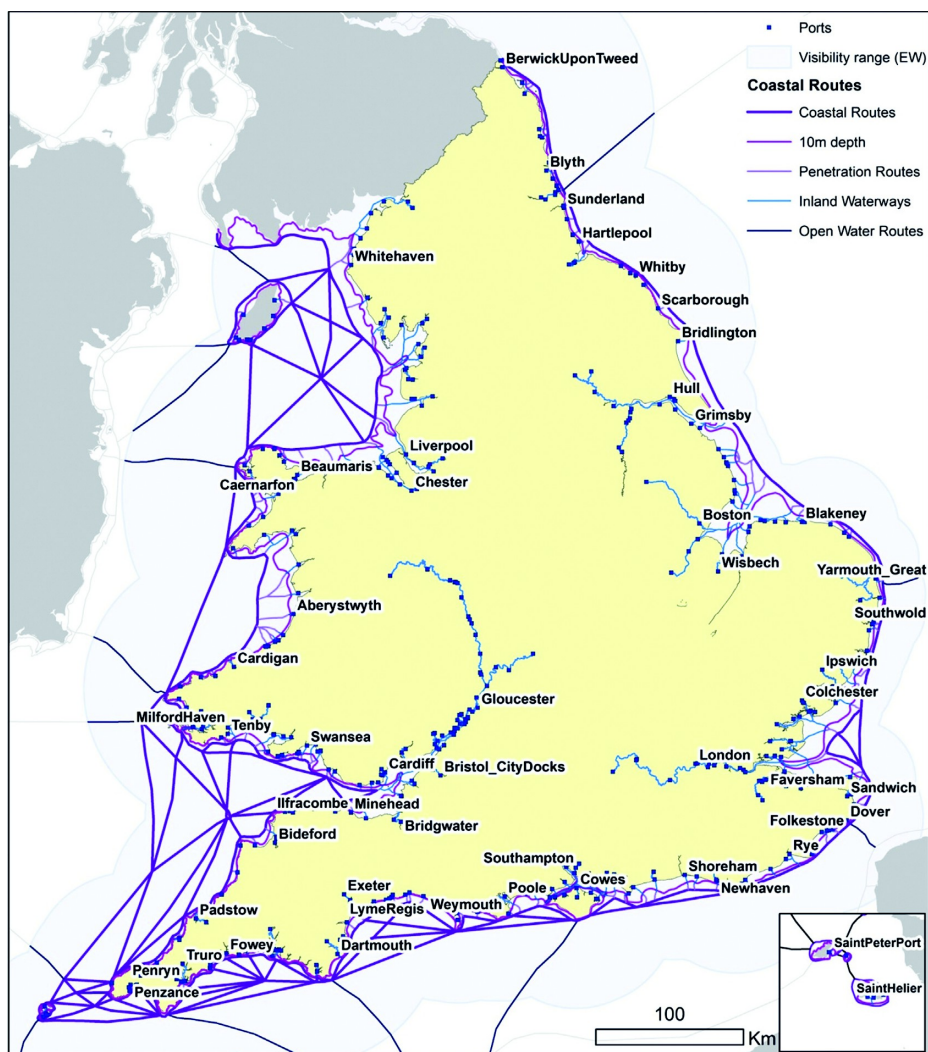 Ports
Visibility range (EW)
Coastal Routes
Coastal Routes
10m depth
Penetration Routes
Inland Waterways
Open Water Routes
BerwickUponTweed
Blyth
Sunderland
Hartlepool
Whitehaven
Whitby
Scarborough
Bridlington
Hull
Grimsby
Liverpool
Beaumaris
Chester
Caernarfon
Boston
Blakeney
Wisbech
Yarmouth_Great
Aberystwyth
Southwold
Cardigan
Ipswich
Colchester
Gloucester
MilfordHaven
Tenby
Swansea
Cardiff
Bristol_CityDocks
London
Faversham
Sandwich
Ilfracombe
Minehead
Dover
Bridgwater
Folkestone
Bideford
Rye
Southampton
Shoreham
Cowes
Newhaven
Exeter
Poole
LymeRegis
Weymouth
Padstow
Dartmouth
Fowey
Truro
Penryn
Penzance
SaintPeterPort
SaintHelier
100
Km